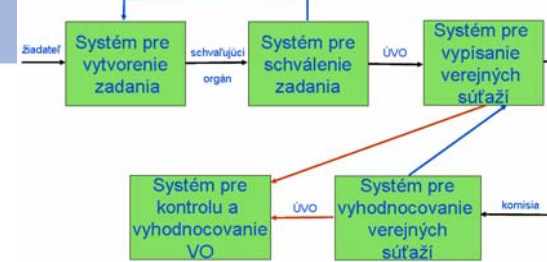 žiadateľ
Systém pre
vytvorenie
zadania
schvaľujúci
orgán
Systém pre
schválenie
zadania
ÚVO
Systém pre
vypísanie
verejných
súťaží
Systém pre
kontrolu a
vyhodnocovanie
VO
ÚVO
Systém pre
vyhodnocovanie
verejných
súťaží
komisia